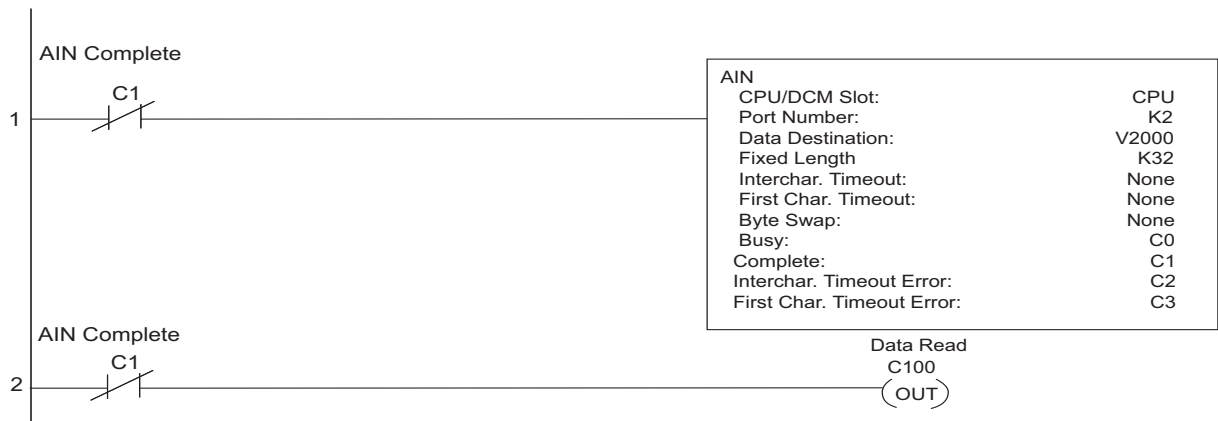 AIN Complete
C1
1
AIN
CPU/DCM Slot: CPU
Port Number: K2
Data Destination: V2000
Fixed Length K32
Interchar. Timeout: None
First Char. Timeout: None
Byte Swap: None
Busy: C0
Complete: C1
Interchar. Timeout Error: C2
First Char. Timeout Error: C3
AIN Complete
C1
2
Data Read
C100
OUT